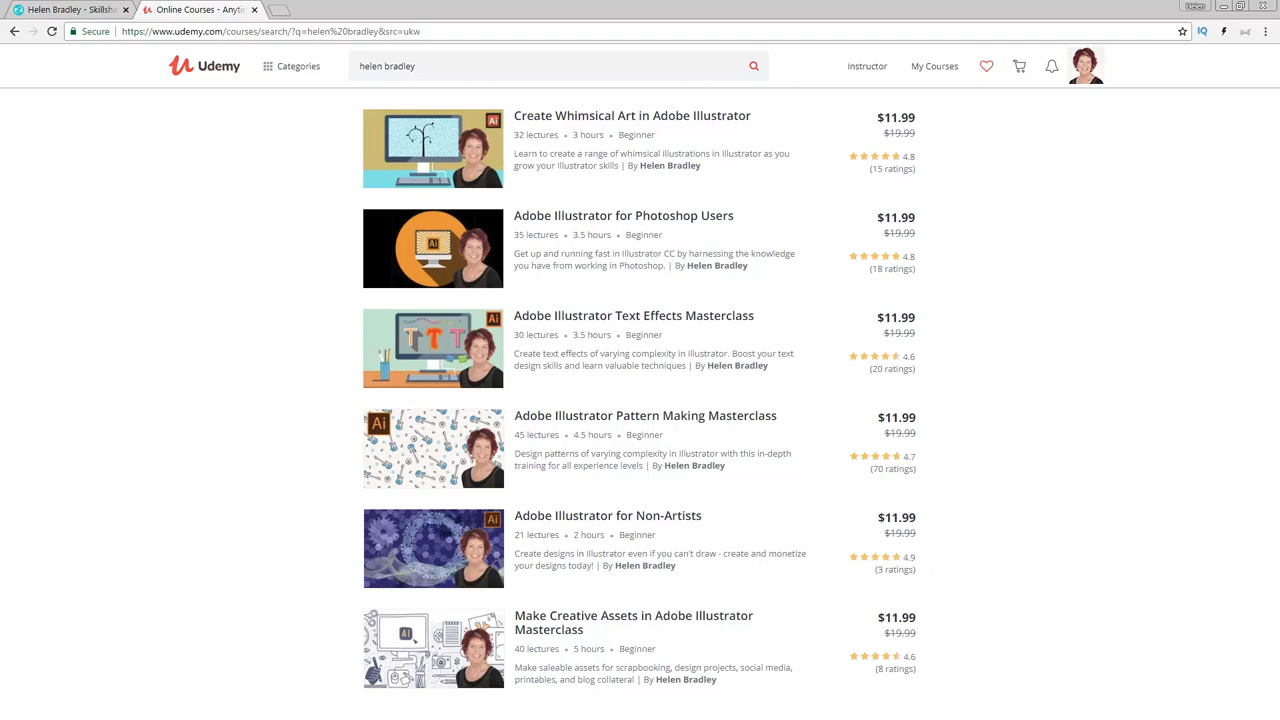 Helen Bradley - Skillsha
Online Courses - Anytim
Helen
Secure
https://www.udemy.com/courses/search/?q=helen%20bradley&src=ukw
IQ
Udemy
Categories
helen bradley
Instructor
My Courses
Ai
Create Whimsical Art in Adobe Illustrator
32 lectures • 3 hours • Beginner
Learn to create a range of whimsical illustrations in Illustrator as you
grow your Illustrator skills | By Helen Bradley
$11.99
$19.99
4.8
(15 ratings)
Ai
Adobe Illustrator for Photoshop Users
35 lectures • 3.5 hours • Beginner
Get up and running fast in Illustrator CC by harnessing the knowledge
you have from working in Photoshop. | By Helen Bradley
$11.99
$19.99
4.8
(18 ratings)
Ai
T T T
Adobe Illustrator Text Effects Masterclass
30 lectures • 3.5 hours • Beginner
Create text effects of varying complexity in Illustrator. Boost your text
design skills and learn valuable techniques | By Helen Bradley
$11.99
$19.99
4.6
(20 ratings)
Ai
Adobe Illustrator Pattern Making Masterclass
45 lectures • 4.5 hours • Beginner
Design patterns of varying complexity in Illustrator with this in-depth
training for all experience levels | By Helen Bradley
$11.99
$19.99
4.7
(70 ratings)
Ai
Adobe Illustrator for Non-Artists
21 lectures • 2 hours • Beginner
Create designs in Illustrator even if you can't draw - create and monetize
your designs today! | By Helen Bradley
$11.99
$19.99
4.9
(3 ratings)
Ai
Make Creative Assets in Adobe Illustrator
Masterclass
40 lectures • 5 hours • Beginner
Make saleable assets for scrapbooking, design projects, social media,
printables, and blog collateral | By Helen Bradley
$11.99
$19.99
4.6
(8 ratings)